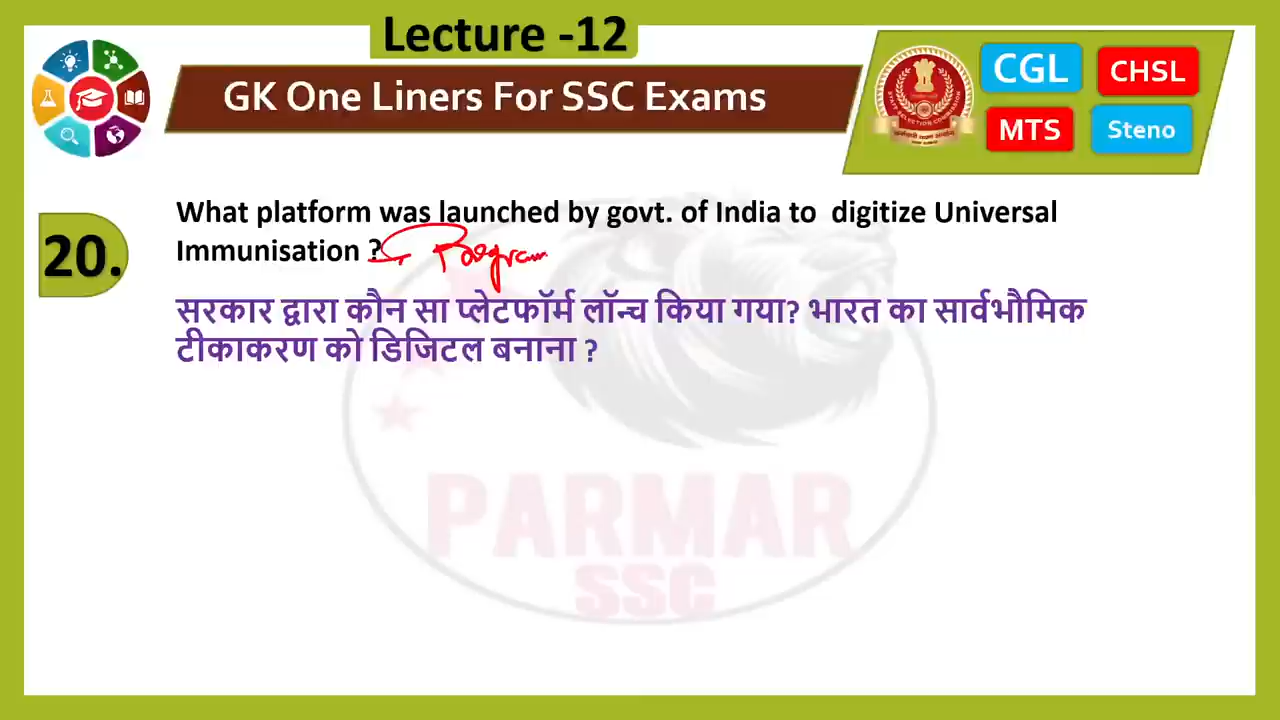 Lecture -12
GK One Liners For SSC Exams
CGL
CHSL
MTS
Steno
20.
What platform was launched by govt. of India to digitize Universal
Immunisation ? Program
सरकार द्वारा कौन सा प्लेटफॉर्म लॉन्च किया गया? भारत का सार्वभौमिक
टीकाकरण को डिजिटल बनाना ?
PARMAR
SSC